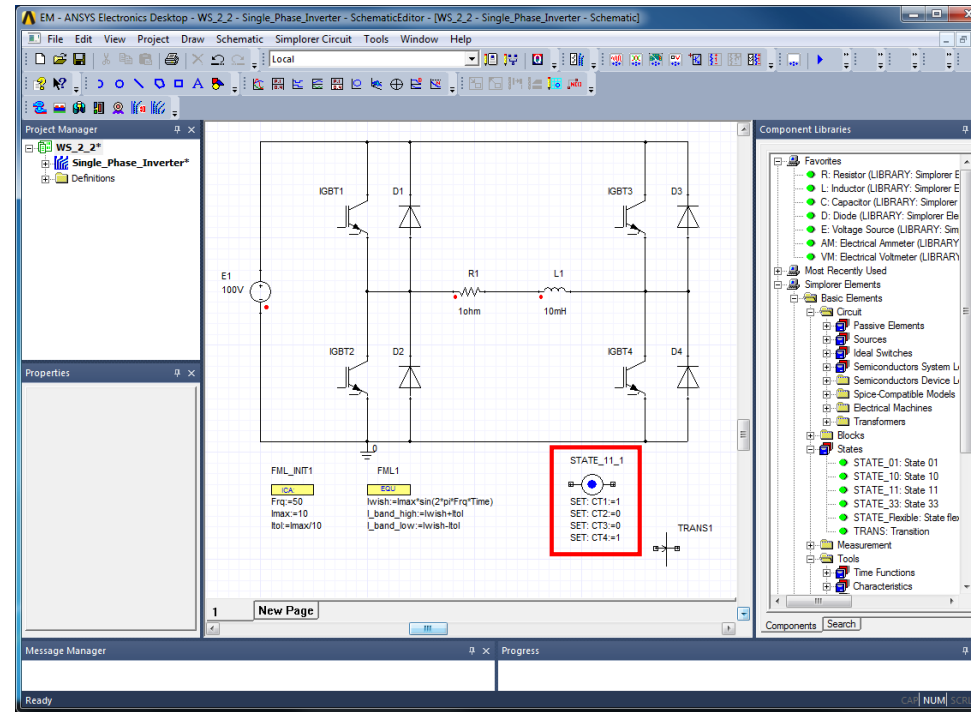 EM - ANSYS Electronics Desktop - WS_2_2 - Single_Phase_Inverter - SchematicEditor - [WS_2_2 - Single_Phase_Inverter - Schematic]
File Edit View Project Draw Schematic Simplorer Circuit Tools Window Help
Local
Project Manager
WS_2_2*
Single_Phase_Inverter*
Definitions
Properties
IGBT1
D1
IGBT3
D3
E1
100V
R1
1ohm
L1
10mH
IGBT2
D2
IGBT4
D4
0
FML_INIT1
ICA:
Frq:=50
Imax:=10
Itol:=Imax/10
FML1
EQU
Iwish:=Imax*sin(2*pi*Frq*Time)
I_band_high:=Iwish+Itol
I_band_low:=Iwish-Itol
STATE_11_1
SET: CT1:=1
SET: CT2:=0
SET: CT3:=0
SET: CT4:=1
TRANS1
1 New Page
Component Libraries
Favorites
R: Resistor (LIBRARY: Simplorer E
L: Inductor (LIBRARY: Simplorer E
C: Capacitor (LIBRARY: Simplorer
D: Diode (LIBRARY: Simplorer Ele
E: Voltage Source (LIBRARY: Sim
AM: Electrical Ammeter (LIBRARY
VM: Electrical Voltmeter (LIBRARY
Most Recently Used
Simplorer Elements
Basic Elements
Circuit
Passive Elements
Sources
Ideal Switches
Semiconductors System L
Semiconductors Device L
Spice-Compatible Models
Electrical Machines
Transformers
Blocks
States
STATE_01: State 01
STATE_10: State 10
STATE_11: State 11
STATE_33: State 33
STATE_Flexible: State flex
TRANS: Transition
Measurement
Tools
Time Functions
Characteristics
Components Search
Message Manager
Progress
Ready
CAP NUM SCRL